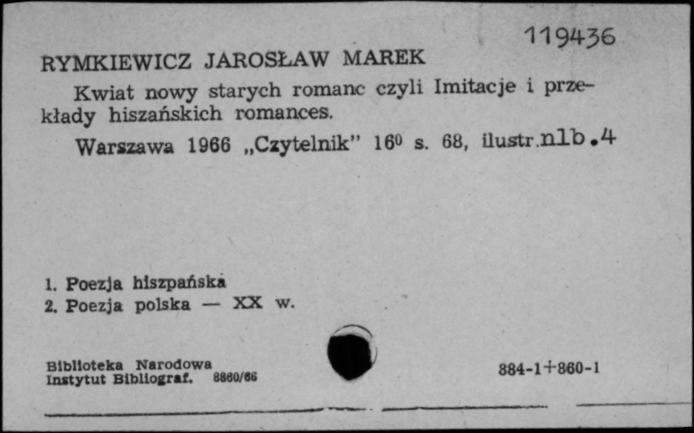 119436
RYMKIEWICZ JAROSŁAW MAREK
Kwiat nowy starych romanc czyli Imitacje i prze-
kłady hiszańskich romances.
Warszawa 1966 „Czytelnik” 16⁰ s. 68, ilustr.nlb.4
1. Poezja hiszpańska
2. Poezja polska — XX w.
Biblioteka Narodowa
Instytut Bibliograf. 8860/66
884-1+860-1